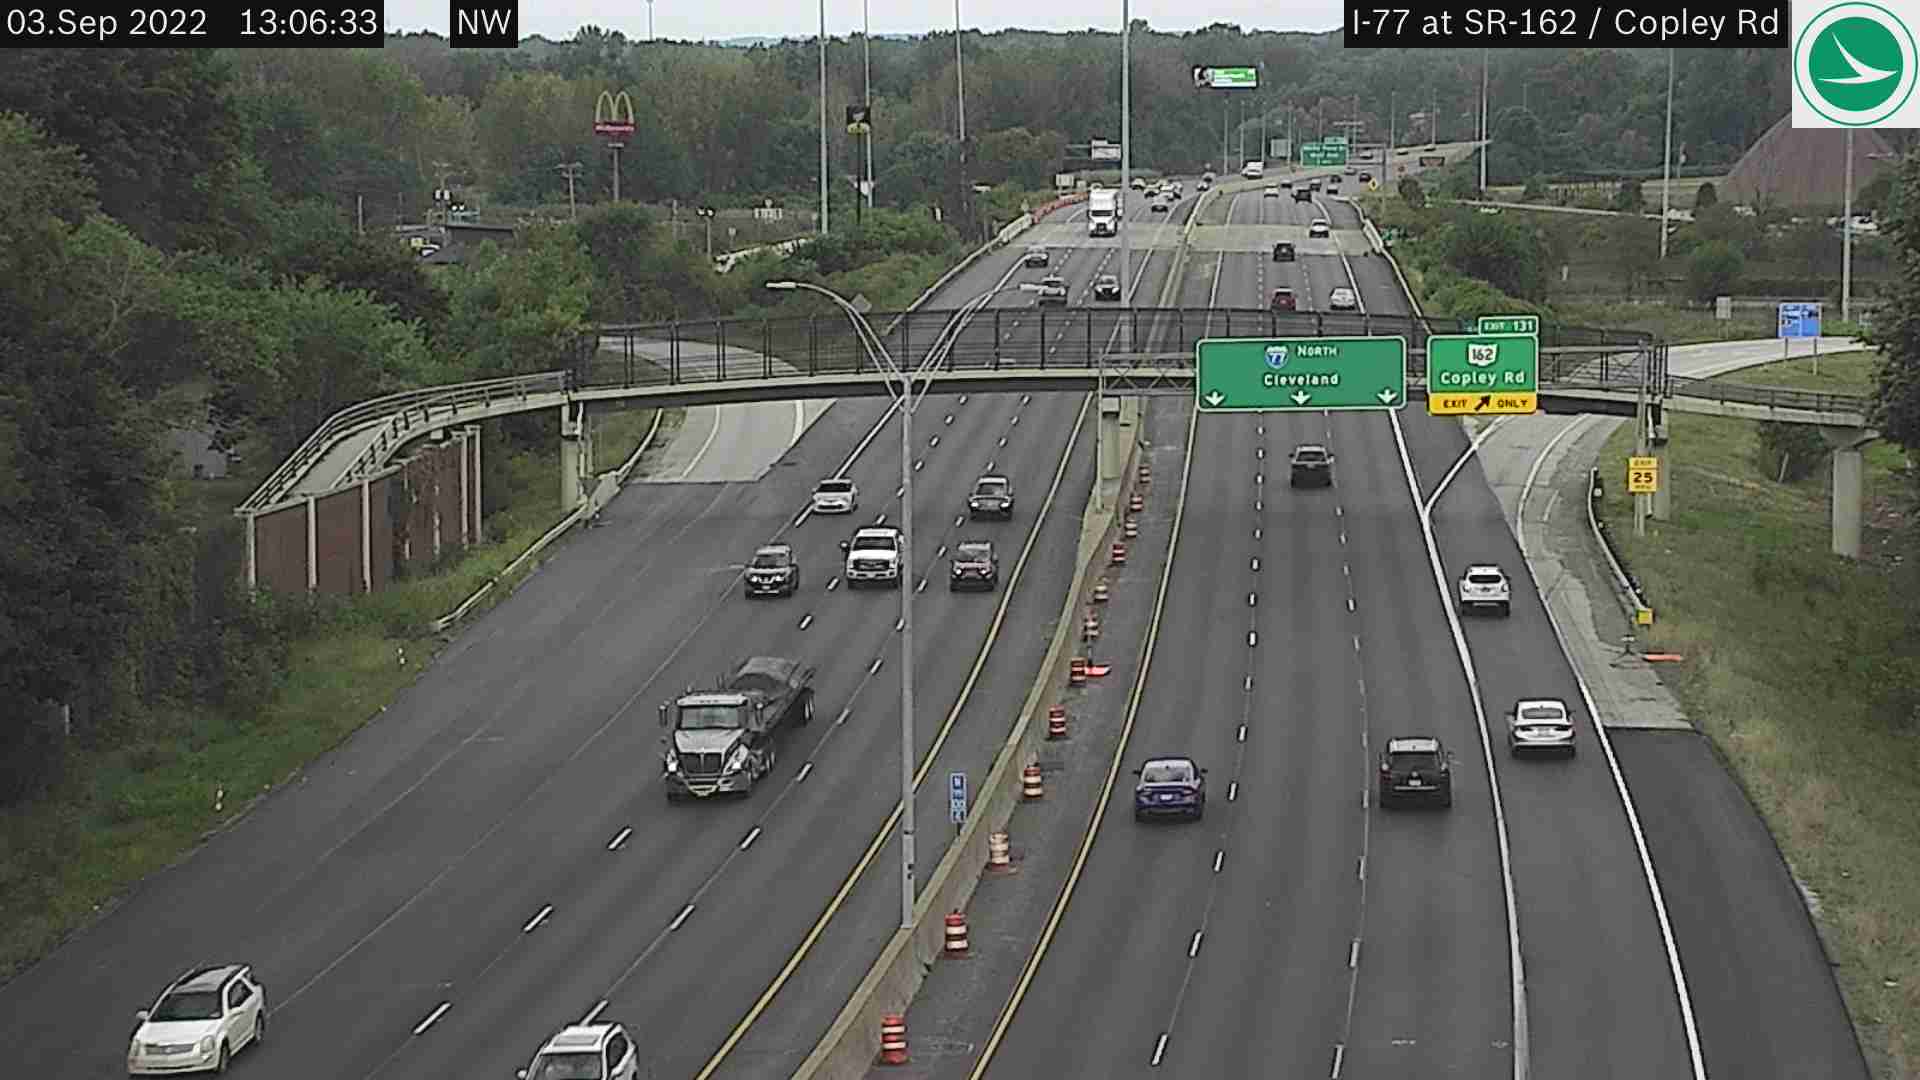 03.Sep 2022 13:06:33
NW
I-77 at SR-162 / Copley Rd
McDonald's
EXIT 131
77 NORTH
Cleveland
162
Copley Rd
EXIT ONLY
EXIT
25